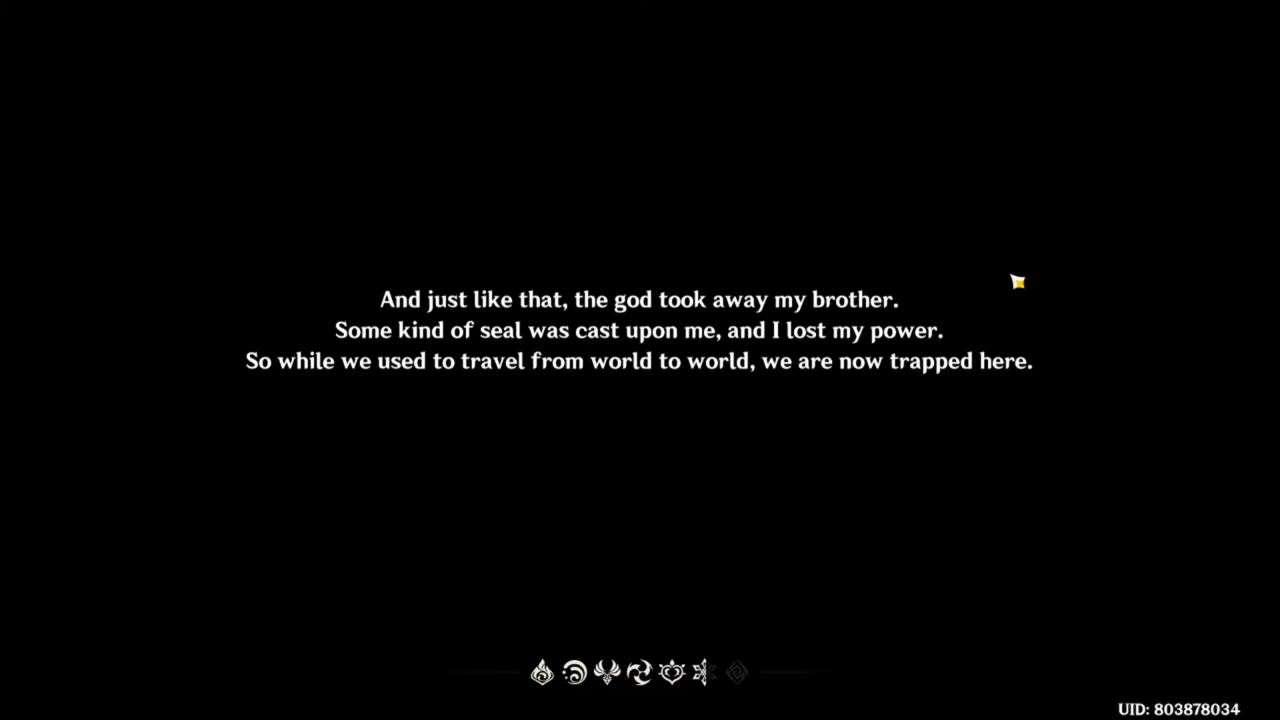 And just like that, the god took away my brother.
Some kind of seal was cast upon me, and I lost my power.
So while we used to travel from world to world, we are now trapped here.
UID: 803878034